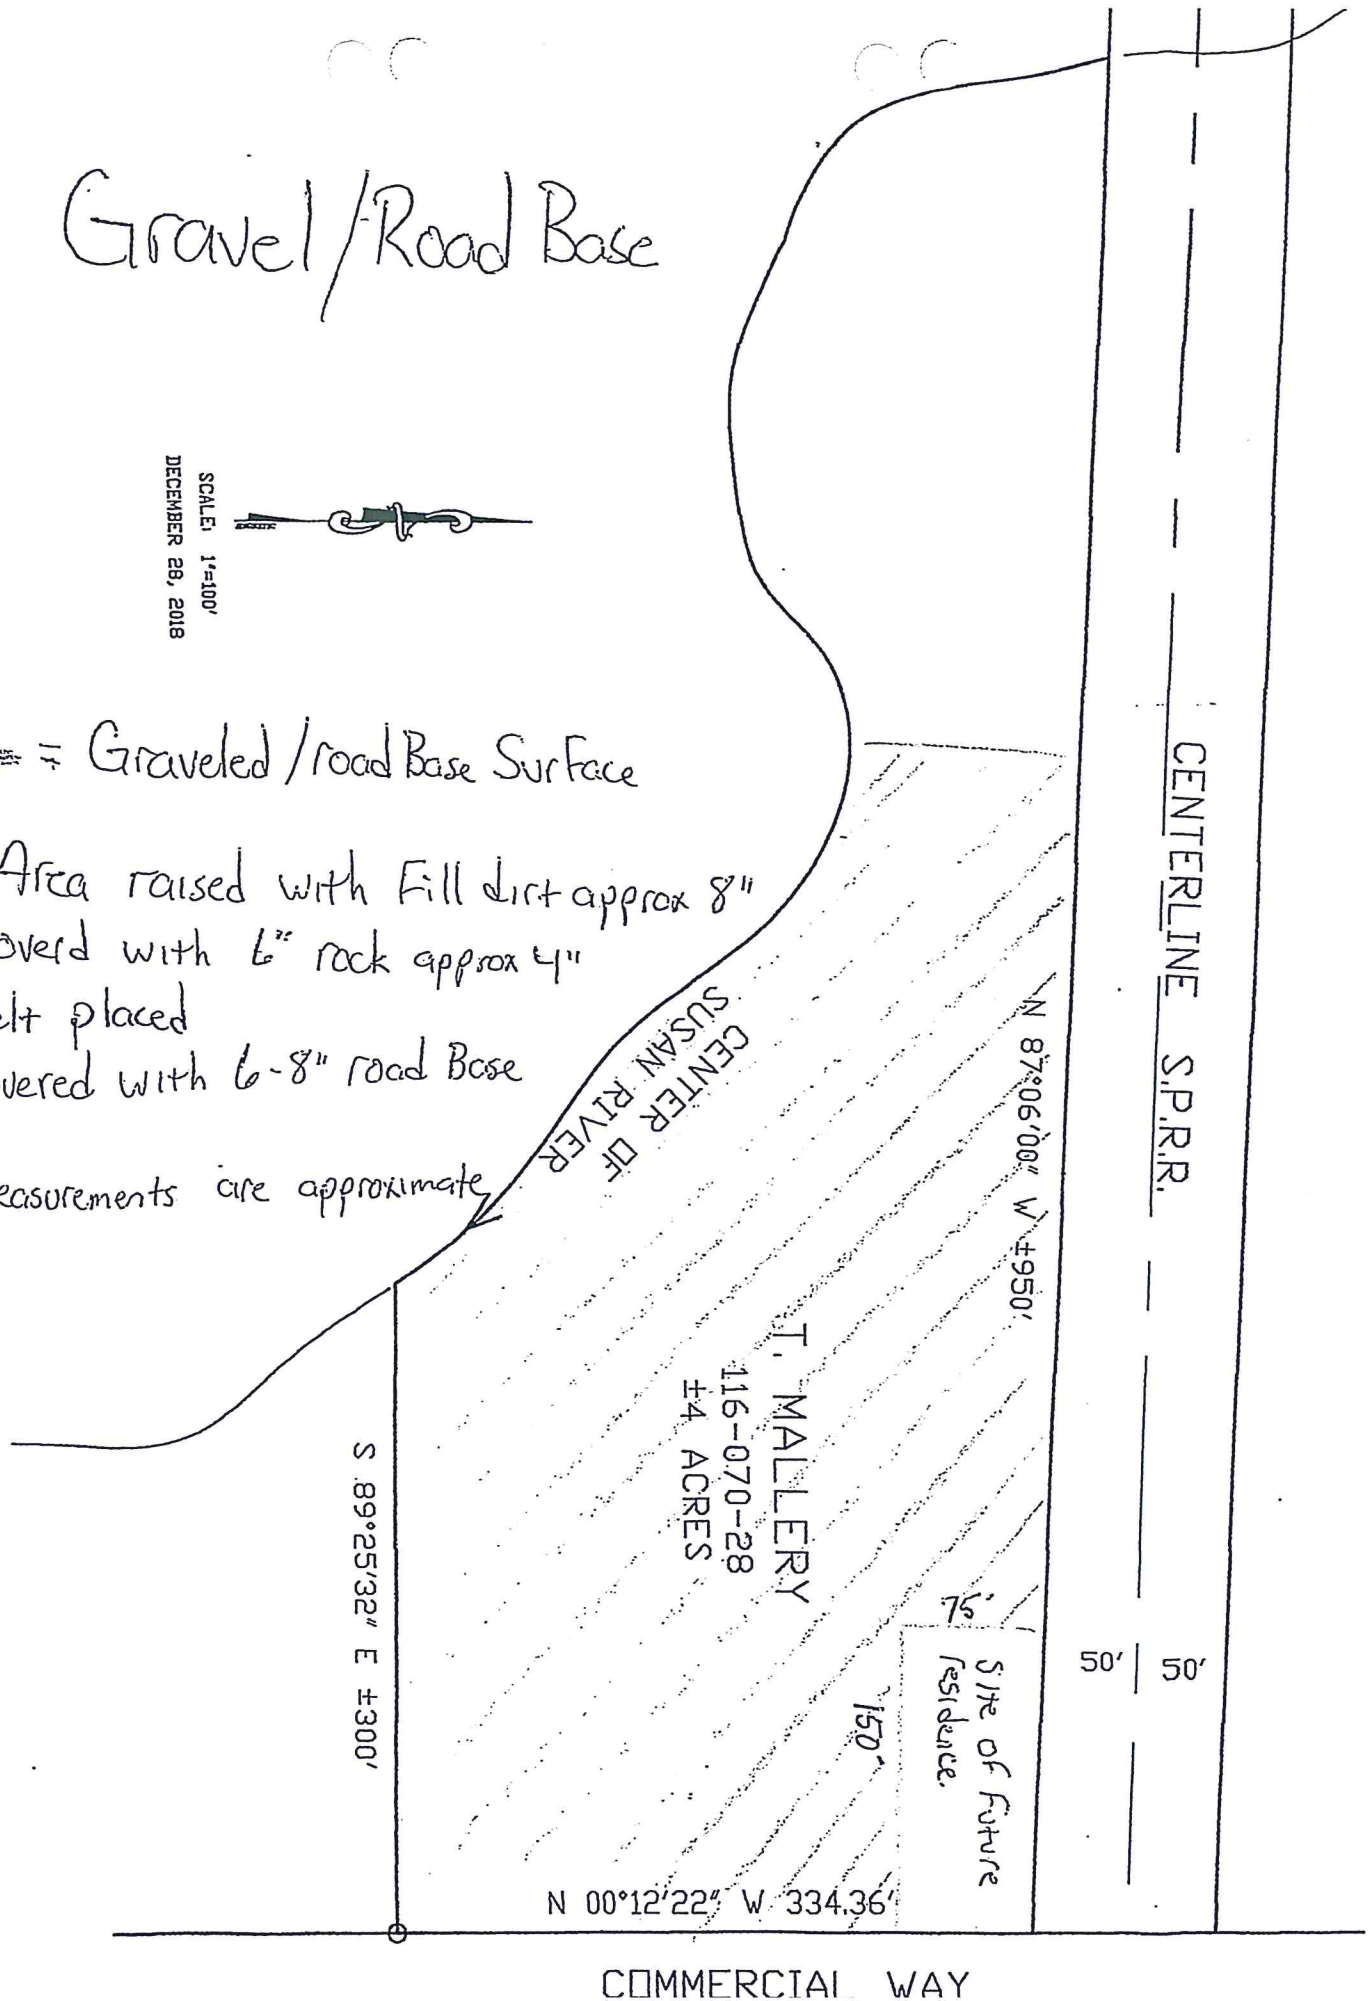 Gravel/Road Base
SCALE: 1"=100'
DECEMBER 28, 2018
= Graveled/road Base Surface
Area raised with Fill dirt approx 8"
overd with 6" rock approx 4"
elt placed
vered with 6-8" road Base
easurements are approximate
CENTER OF
SUSAN RIVER
CENTERLINE S.P.R.R.
N 87°06'00" W ±950'
T. MALLERY
116-070-28
±4 ACRES
S 89°25'32" E ±300'
75'
Site of Future
residence.
150'
50' 50'
N 00°12'22" W 334.36'
COMMERCIAL WAY